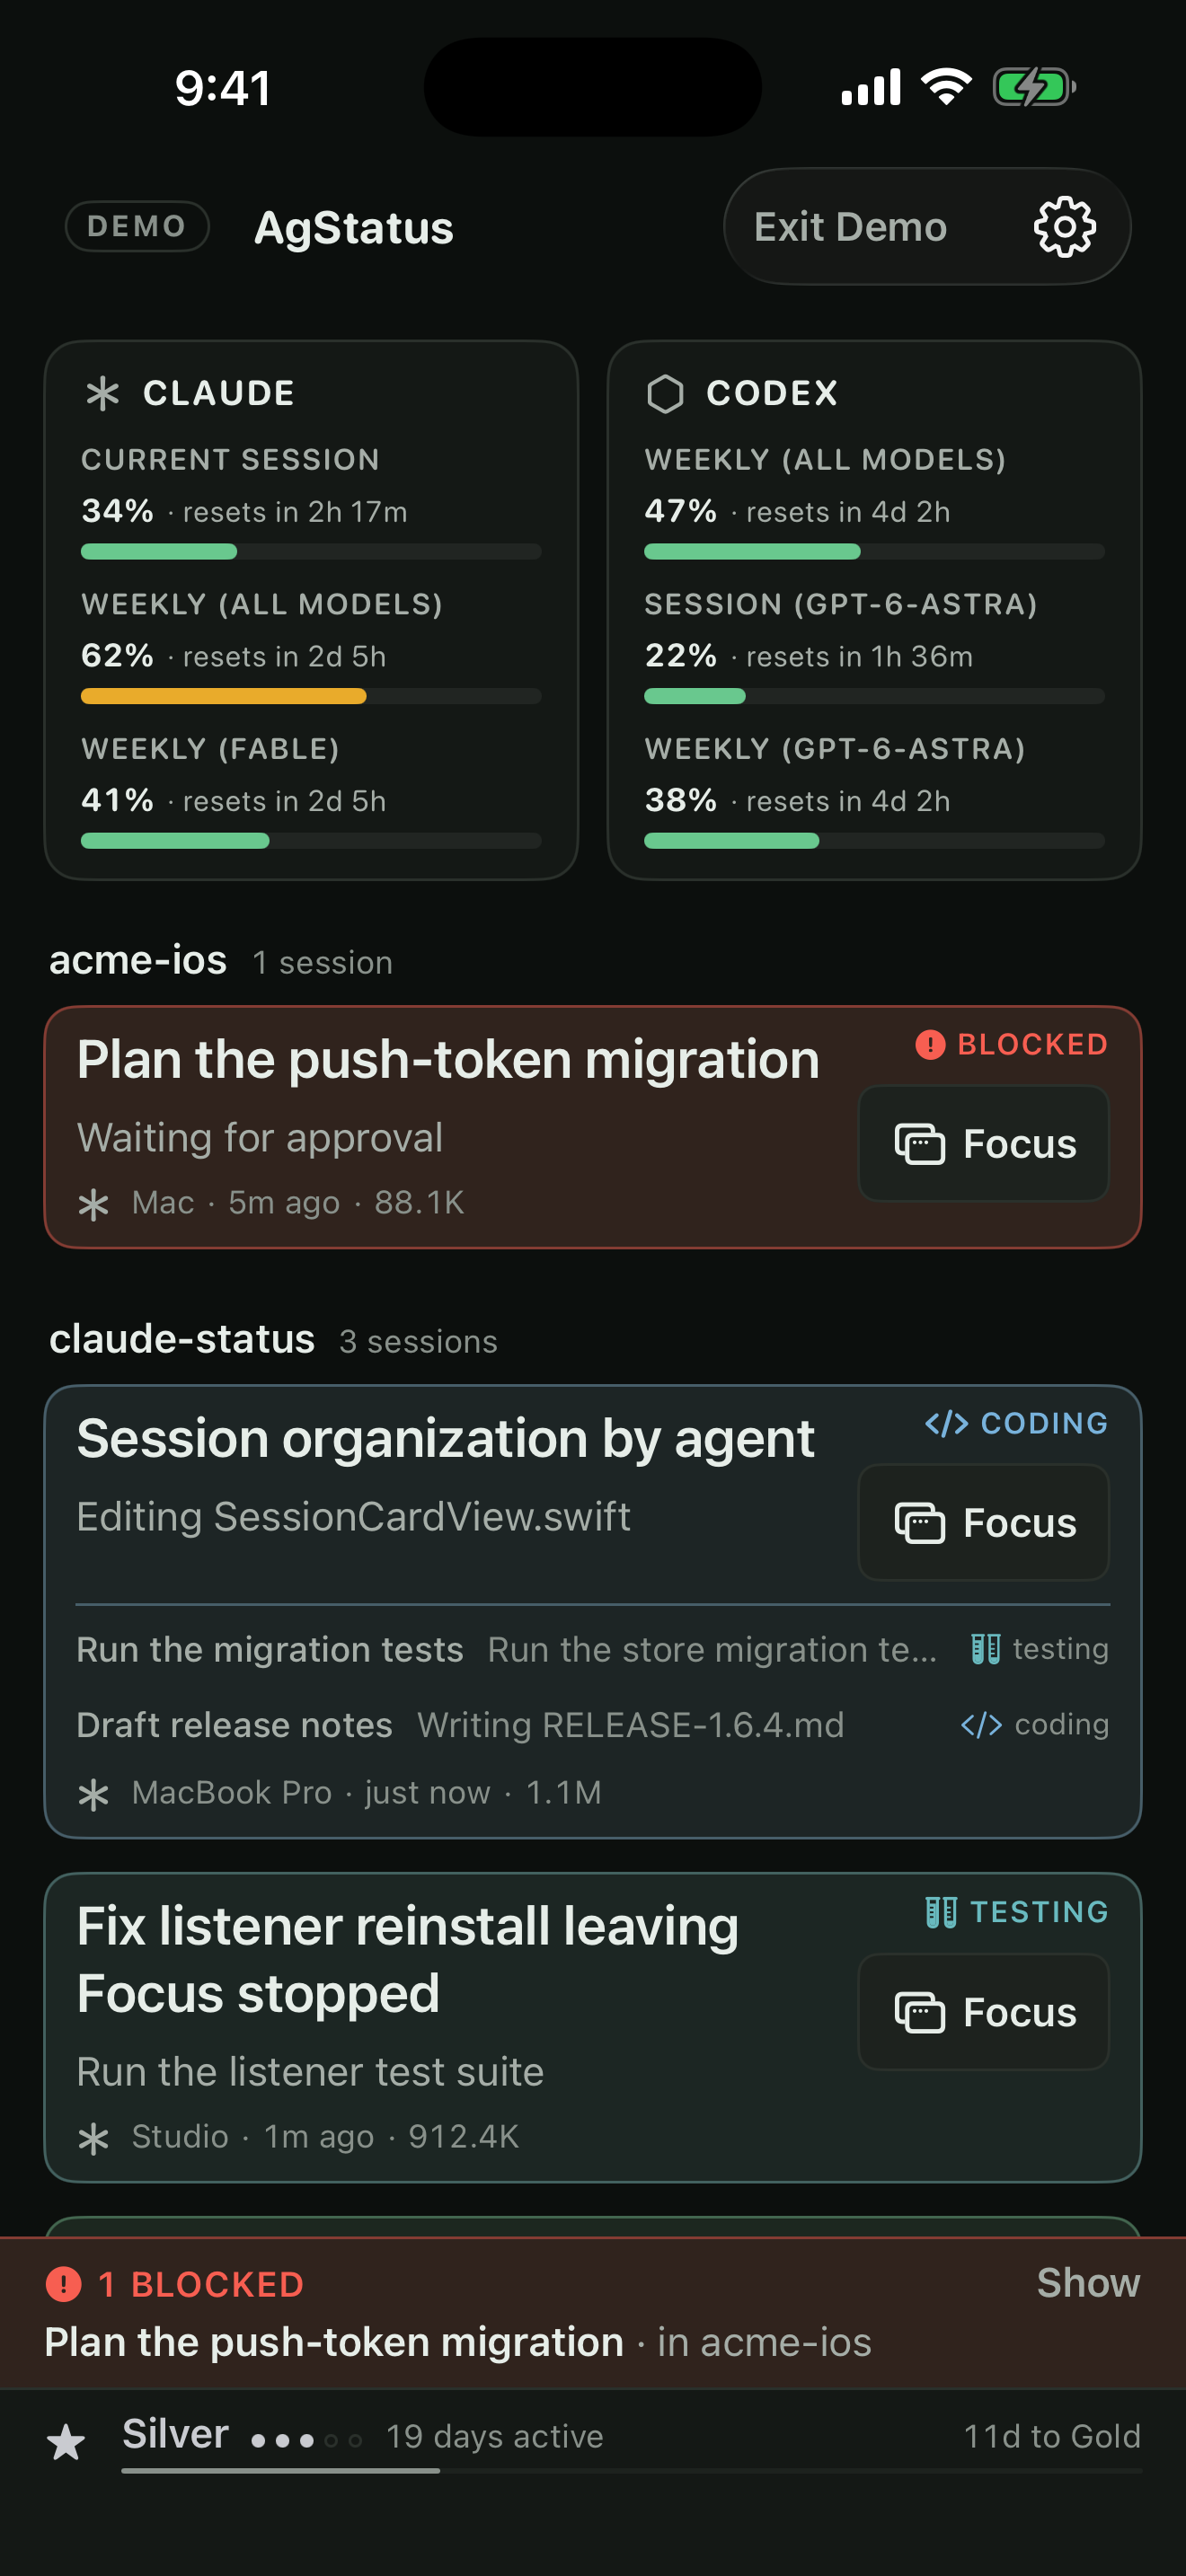 9:41
DEMO AgStatus Exit Demo
CLAUDE
CURRENT SESSION
34% · resets in 2h 17m
WEEKLY (ALL MODELS)
62% · resets in 2d 5h
WEEKLY (FABLE)
41% · resets in 2d 5h
CODEX
WEEKLY (ALL MODELS)
47% · resets in 4d 2h
SESSION (GPT-6-ASTRA)
22% · resets in 1h 36m
WEEKLY (GPT-6-ASTRA)
38% · resets in 4d 2h
acme-ios 1 session
Plan the push-token migration
BLOCKED
Waiting for approval
Focus
Mac · 5m ago · 88.1K
claude-status 3 sessions
Session organization by agent
CODING
Editing SessionCardView.swift
Focus
Run the migration tests Run the store migration te... testing
Draft release notes Writing RELEASE-1.6.4.md coding
MacBook Pro · just now · 1.1M
Fix listener reinstall leaving
Focus stopped
TESTING
Focus
Run the listener test suite
Studio · 1m ago · 912.4K
1 BLOCKED Show
Plan the push-token migration · in acme-ios
Silver 19 days active 11d to Gold